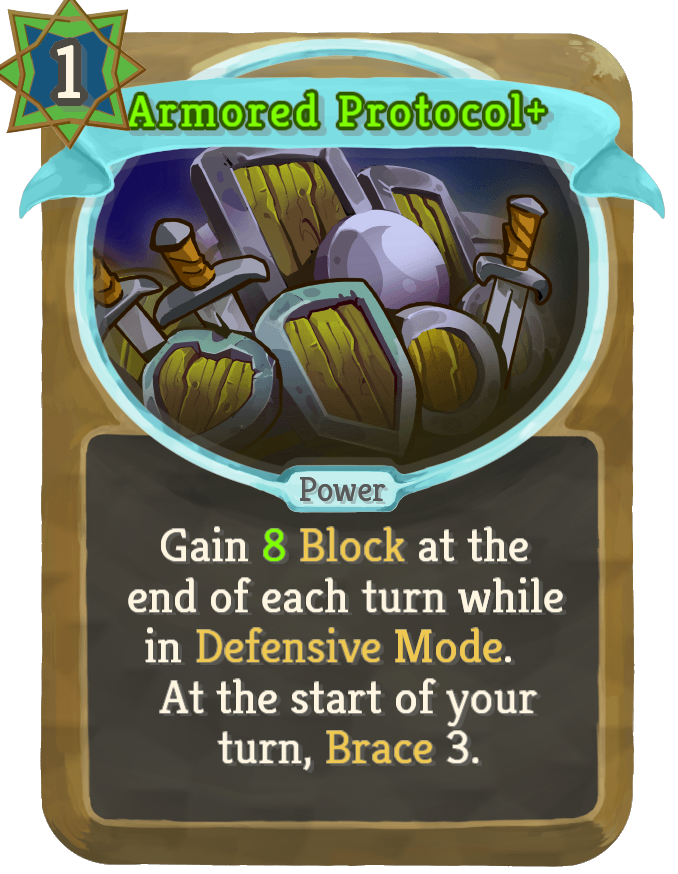 1
Armored Protocol+
Power
Gain 8 Block at the
end of each turn while
in Defensive Mode.
At the start of your
turn, Brace 3.